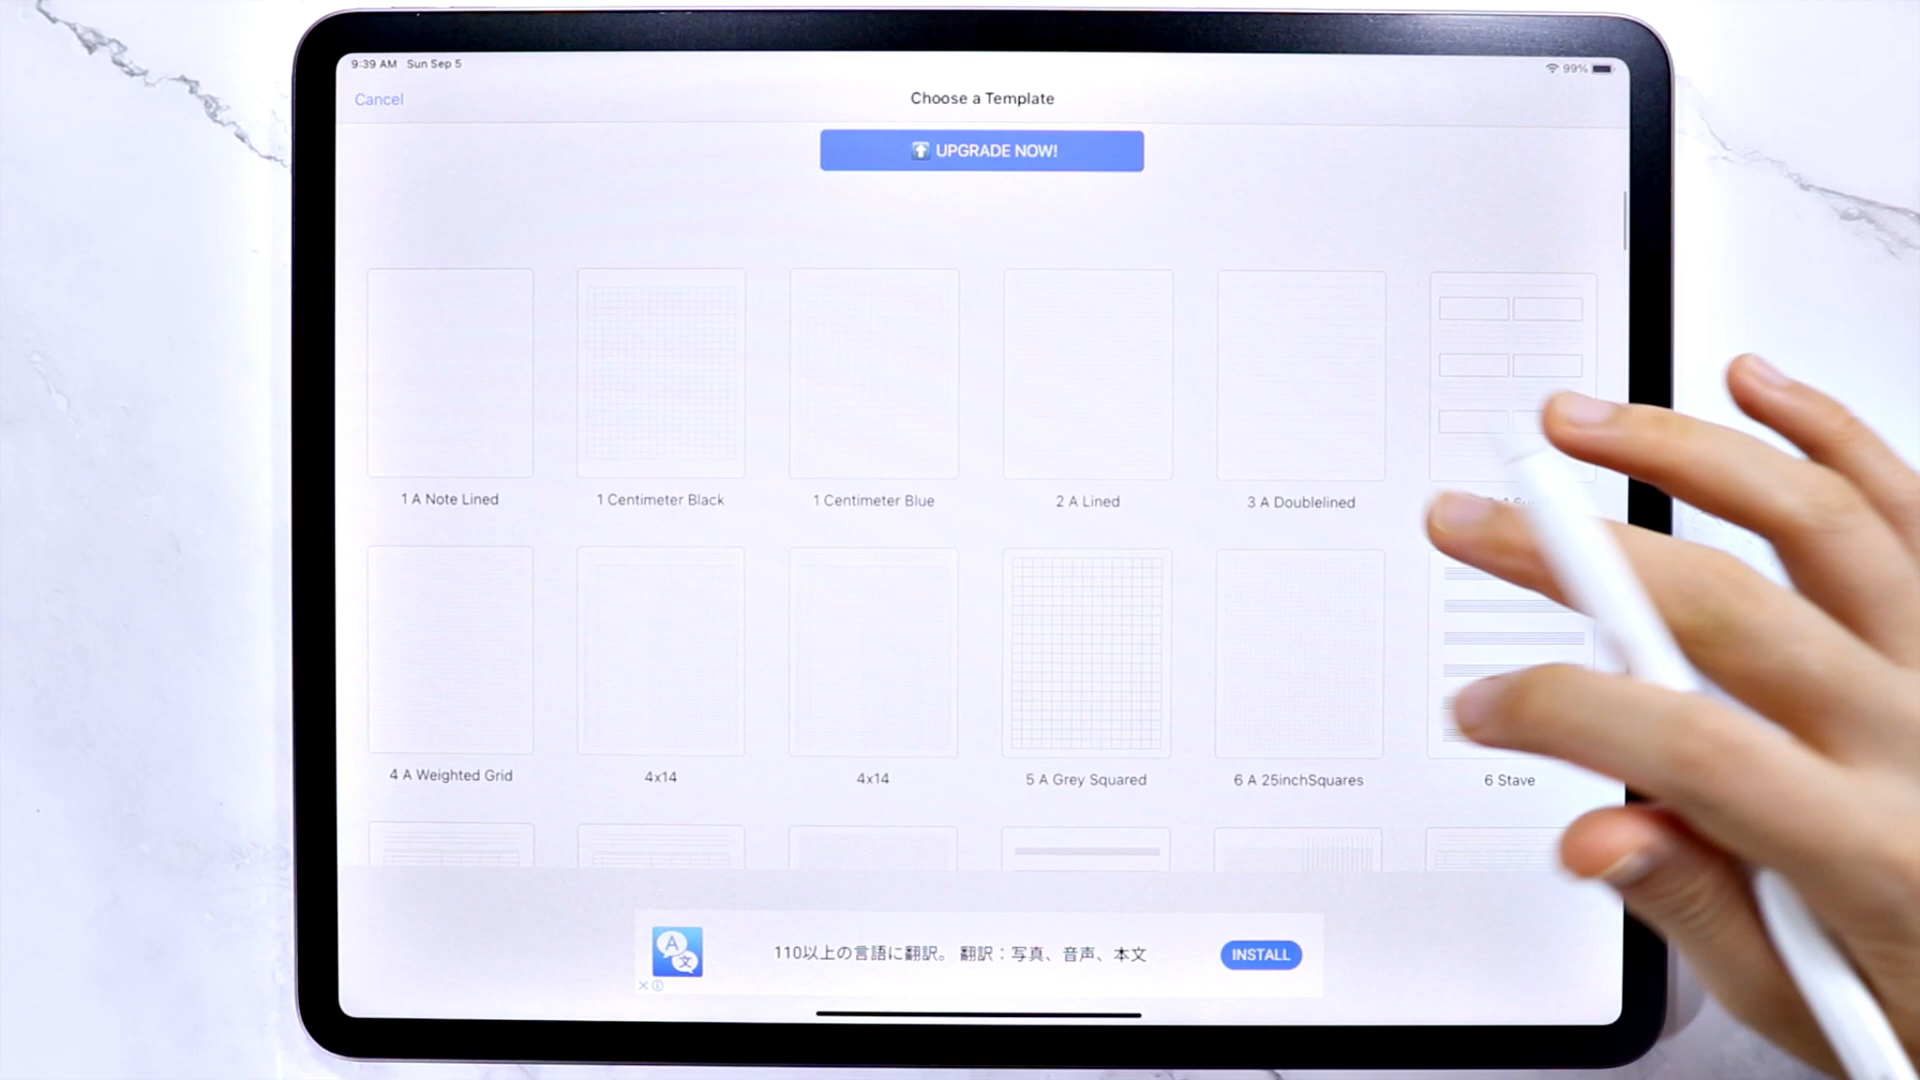 9:39 AM Sun Sep 5
99%
Cancel
Choose a Template
UPGRADE NOW!
1 A Note Lined
1 Centimeter Black
1 Centimeter Blue
2 A Lined
3 A Doublelined
4 A Weighted Grid
4x14
4x14
5 A Grey Squared
6 A 25inchSquares
6 Stave
A
文
110以上の言語に翻訳。 翻訳：写真、音声、本文
INSTALL